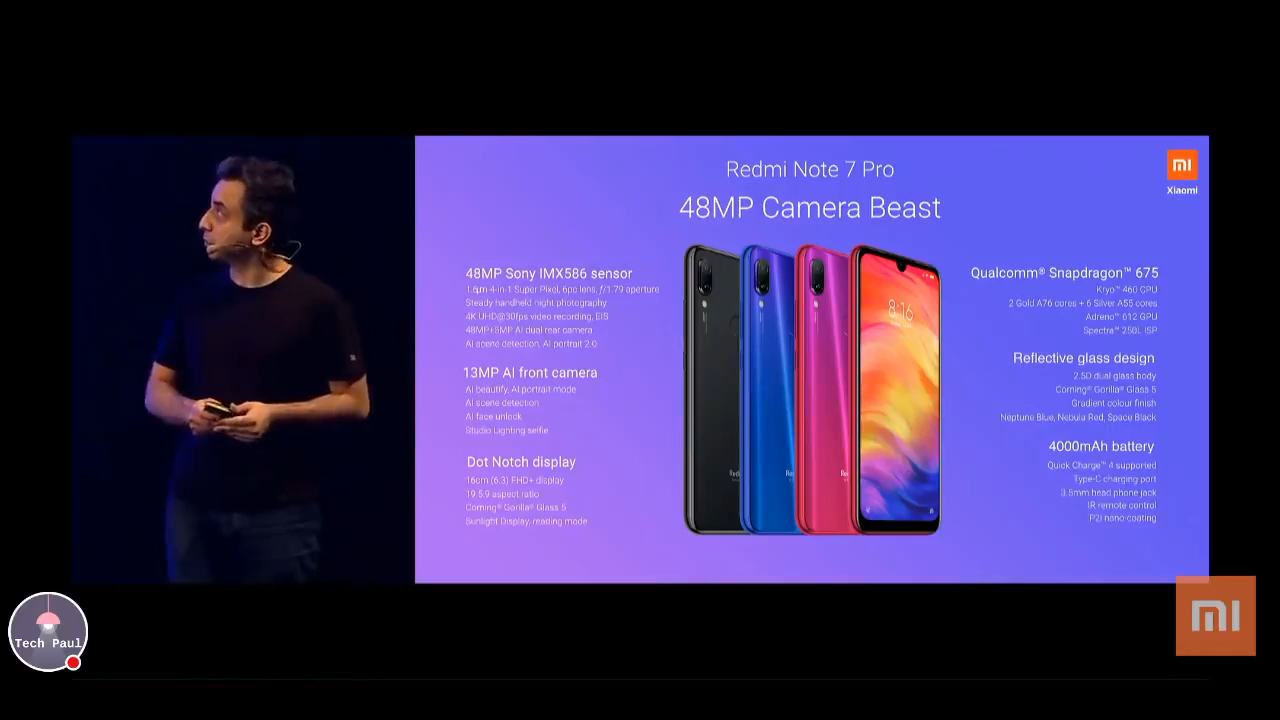 Redmi Note 7 Pro
48MP Camera Beast
Xiaomi
48MP Sony IMX586 sensor
1.6μm 4-in-1 Super Pixel, 6pc lens, ƒ/1.79 aperture
Steady handheld night photography
4K UHD@30fps video recording, EIS
48MP+5MP AI dual rear camera
AI scene detection, AI portrait 2.0
13MP AI front camera
AI beautify, AI portrait mode
AI scene detection
AI face unlock
Studio Lighting selfie
Dot Notch display
16cm (6.3) FHD+ display
19.5:9 aspect ratio
Corning® Gorilla® Glass 5
Sunlight Display, reading mode
8:16
Redmi
Redmi
Redmi
Qualcomm® Snapdragon™ 675
Kryo™ 460 CPU
2 Gold A76 cores + 6 Silver A55 cores
Adreno™ 612 GPU
Spectra™ 250L ISP
Reflective glass design
2.5D dual glass body
Corning® Gorilla® Glass 5
Gradient colour finish
Neptune Blue, Nebula Red, Space Black
4000mAh battery
Quick Charge™ 4 supported
Type-C charging port
3.5mm head phone jack
IR remote control
P2i nano-coating
Tech Paul